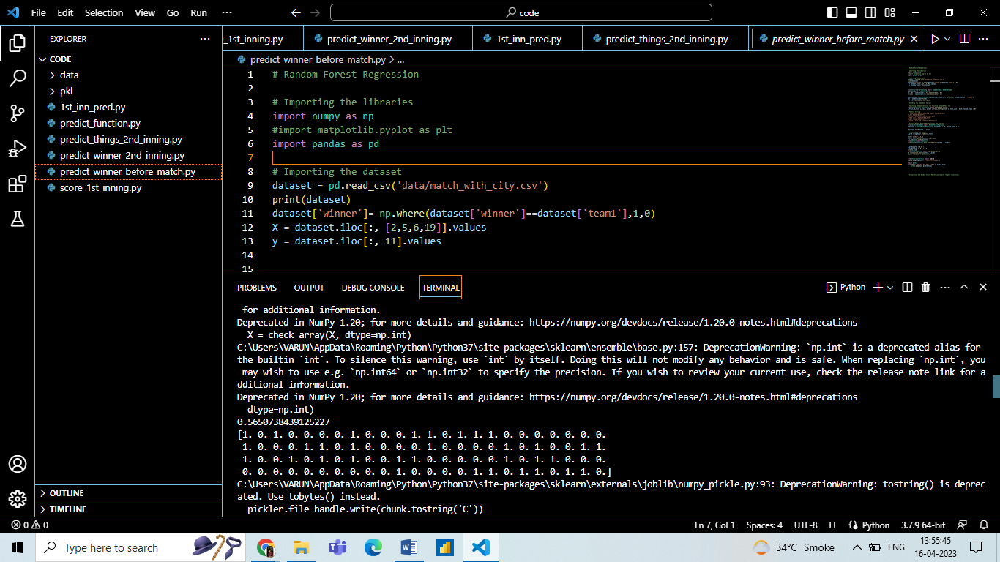 File Edit Selection View Go Run ···
code
EXPLORER ···
CODE
data
pkl
1st_inn_pred.py
predict_function.py
predict_things_2nd_inning.py
predict_winner_2nd_inning.py
predict_winner_before_match.py
score_1st_inning.py
OUTLINE
TIMELINE
_1st_inning.py predict_winner_2nd_inning.py 1st_inn_pred.py predict_things_2nd_inning.py predict_winner_before_match.py
predict_winner_before_match.py > ...
1 # Random Forest Regression
2
3 # Importing the libraries
4 import numpy as np
5 #import matplotlib.pyplot as plt
6 import pandas as pd
7
8 # Importing the dataset
9 dataset = pd.read_csv('data/match_with_city.csv')
10 print(dataset)
11 dataset['winner']= np.where(dataset['winner']==dataset['team1'],1,0)
12 X = dataset.iloc[:, [2,5,6,19]].values
13 y = dataset.iloc[:, 11].values
14
15
PROBLEMS OUTPUT DEBUG CONSOLE TERMINAL Python
for additional information.
Deprecated in NumPy 1.20; for more details and guidance: https://numpy.org/devdocs/release/1.20.0-notes.html#deprecations
X = check_array(X, dtype=np.int)
C:\Users\VARUN\AppData\Roaming\Python\Python37\site-packages\sklearn\ensemble\base.py:157: DeprecationWarning: `np.int` is a deprecated alias for
the builtin `int`. To silence this warning, use `int` by itself. Doing this will not modify any behavior and is safe. When replacing `np.int`, you
may wish to use e.g. `np.int64` or `np.int32` to specify the precision. If you wish to review your current use, check the release note link for a
dditional information.
Deprecated in NumPy 1.20; for more details and guidance: https://numpy.org/devdocs/release/1.20.0-notes.html#deprecations
dtype=np.int)
0.5650738439125227
[1. 0. 1. 0. 0. 0. 0. 1. 0. 0. 0. 1. 1. 0. 1. 1. 1. 0. 0. 0. 0. 0. 0. 0.
1. 0. 0. 0. 1. 1. 0. 1. 0. 0. 0. 1. 0. 0. 0. 0. 0. 1. 0. 1. 0. 0. 1. 1.
1. 0. 0. 1. 0. 1. 0. 1. 0. 0. 1. 1. 0. 0. 0. 0. 0. 1. 0. 1. 1. 0. 0. 0.
0. 0. 0. 0. 0. 0. 0. 0. 0. 0. 1. 0. 0. 0. 0. 1. 1. 0. 1. 1. 0. 1. 1. 0.]
C:\Users\VARUN\AppData\Roaming\Python\Python37\site-packages\sklearn\externals\joblib\numpy_pickle.py:93: DeprecationWarning: tostring() is deprec
ated. Use tobytes() instead.
pickler.file_handle.write(chunk.tostring('C'))
0 0 Ln 7, Col 1 Spaces: 4 UTF-8 LF Python 3.7.9 64-bit
Type here to search 34°C Smoke ENG 13:55:45
16-04-2023